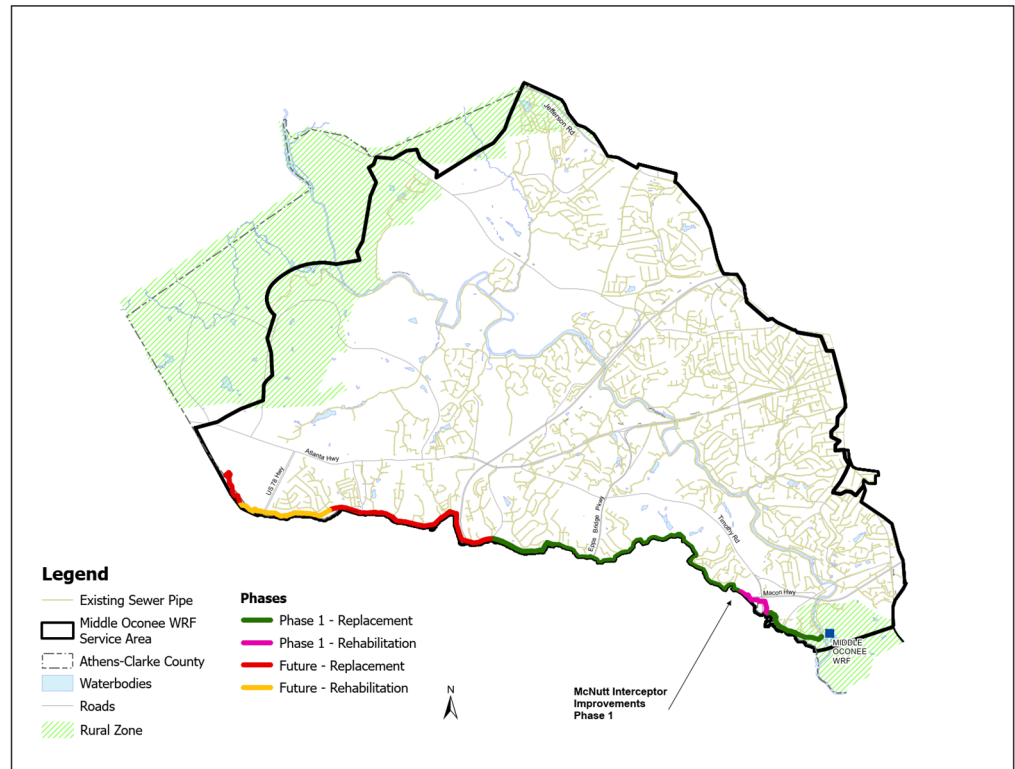 Jefferson Rd
Atlanta Hwy
US 78 Hwy
Epps Bridge Pkwy
Timothy Rd
Macon Hwy
MIDDLE
OCONEE
WRF
McNutt Interceptor
Improvements
Phase 1
N
Legend
Existing Sewer Pipe
Middle Oconee WRF
Service Area
Athens-Clarke County
Waterbodies
Roads
Rural Zone
Phases
Phase 1 - Replacement
Phase 1 - Rehabilitation
Future - Replacement
Future - Rehabilitation